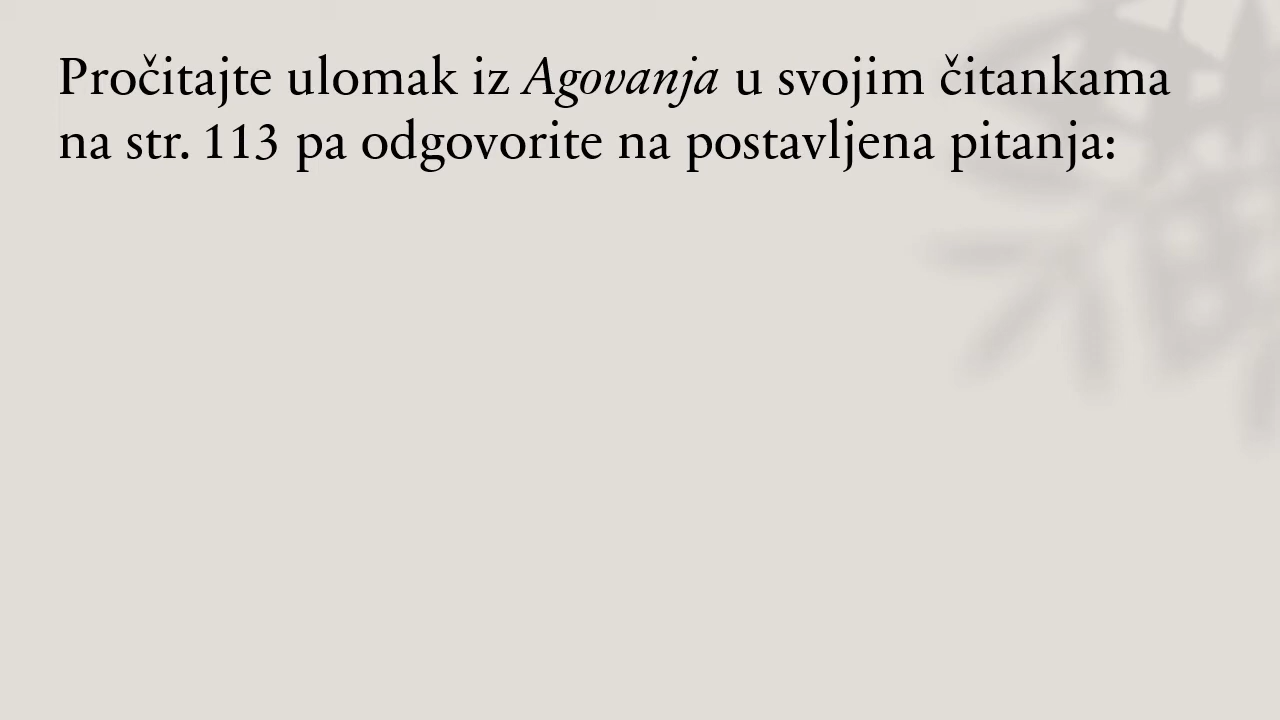 Pročitajte ulomak iz Agovanja u svojim čitankama
na str. 113 pa odgovorite na postavljena pitanja: